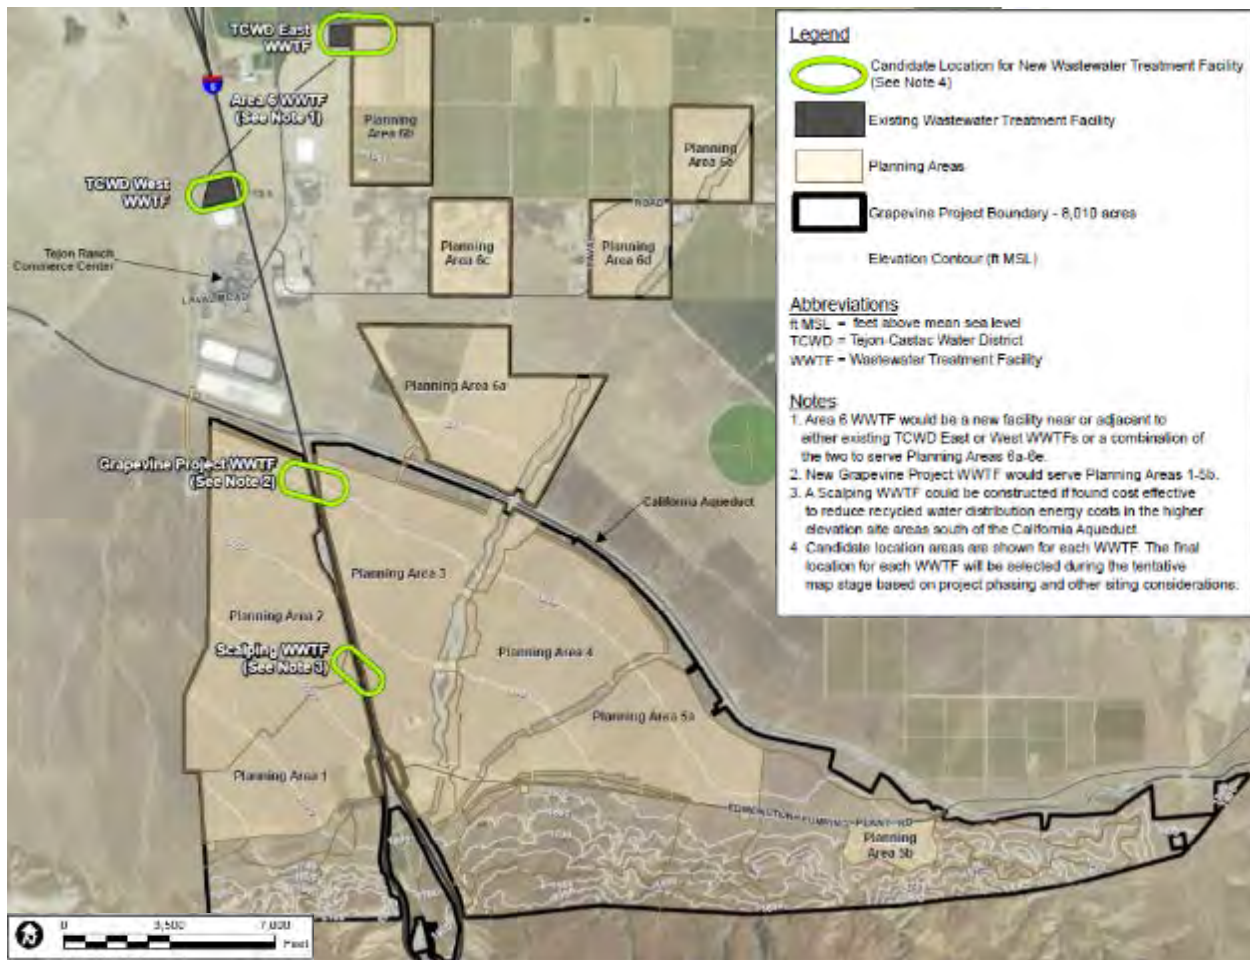 TCWD East
WWTF
5
Area 6 WWTF
(See Note 1)
Planning
Area 6b
Planning
Area 6e
TCWD West
WWTF
ROAD
Planning
Area 6c
Planning
Area 6d
Tejon Ranch
Commerce Center
LAVAL ROAD
Planning Area 6a
Grapevine Project WWTF
(See Note 2)
California Aqueduct
Planning Area 3
Planning Area 2
Scalping WWTF
(See Note 3)
Planning Area 4
Planning Area 5a
Planning Area 1
EDMONSTON PUMPING PLANT RD
Planning
Area 5b
0 3,500 7,000
Feet
Legend
Candidate Location for New Wastewater Treatment Facility
(See Note 4)
Existing Wastewater Treatment Facility
Planning Areas
Grapevine Project Boundary - 8,010 acres
Elevation Contour (ft MSL)
Abbreviations
ft MSL = feet above mean sea level
TCWD = Tejon-Castac Water District
WWTF = Wastewater Treatment Facility
Notes
1. Area 6 WWTF would be a new facility near or adjacent to
either existing TCWD East or West WWTFs or a combination of
the two to serve Planning Areas 6a-6e.
2. New Grapevine Project WWTF would serve Planning Areas 1-5b.
3. A Scalping WWTF could be constructed if found cost effective
to reduce recycled water distribution energy costs in the higher
elevation site areas south of the California Aqueduct.
4. Candidate location areas are shown for each WWTF. The final
location for each WWTF will be selected during the tentative
map stage based on project phasing and other siting considerations.